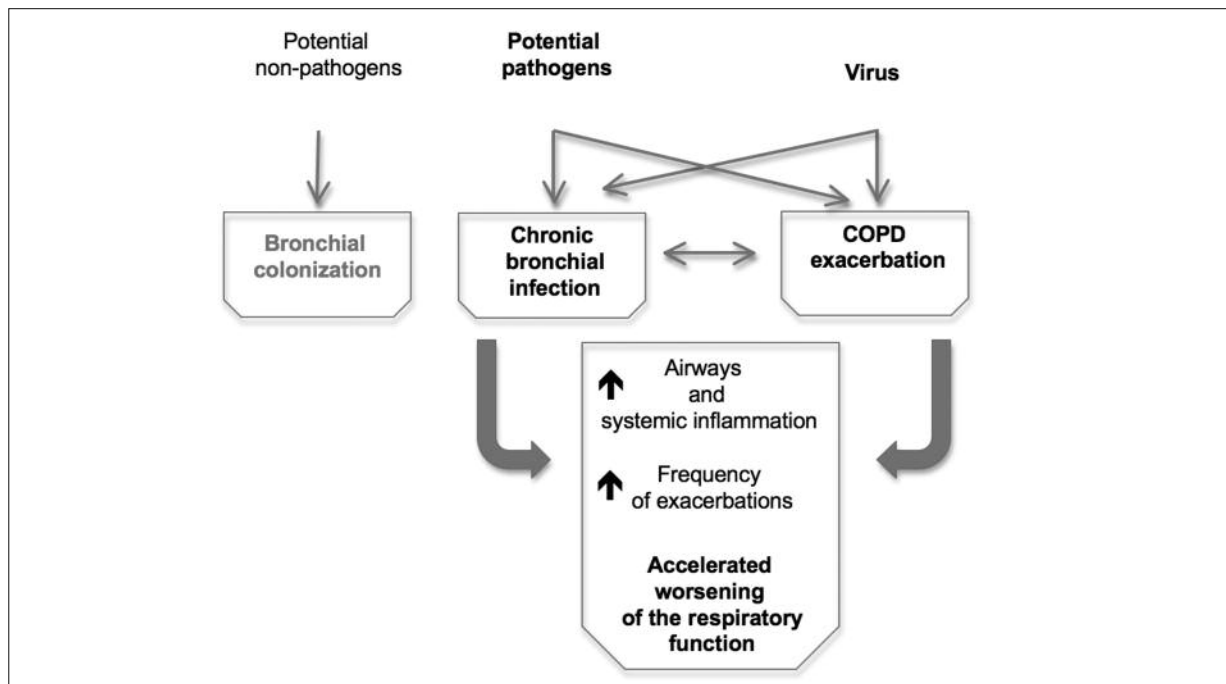 Potential
non-pathogens
Potential
pathogens
Virus
Bronchial
colonization
Chronic
bronchial
infection
COPD
exacerbation
Airways
and
systemic inflammation
Frequency
of exacerbations
Accelerated
worsening
of the respiratory
function